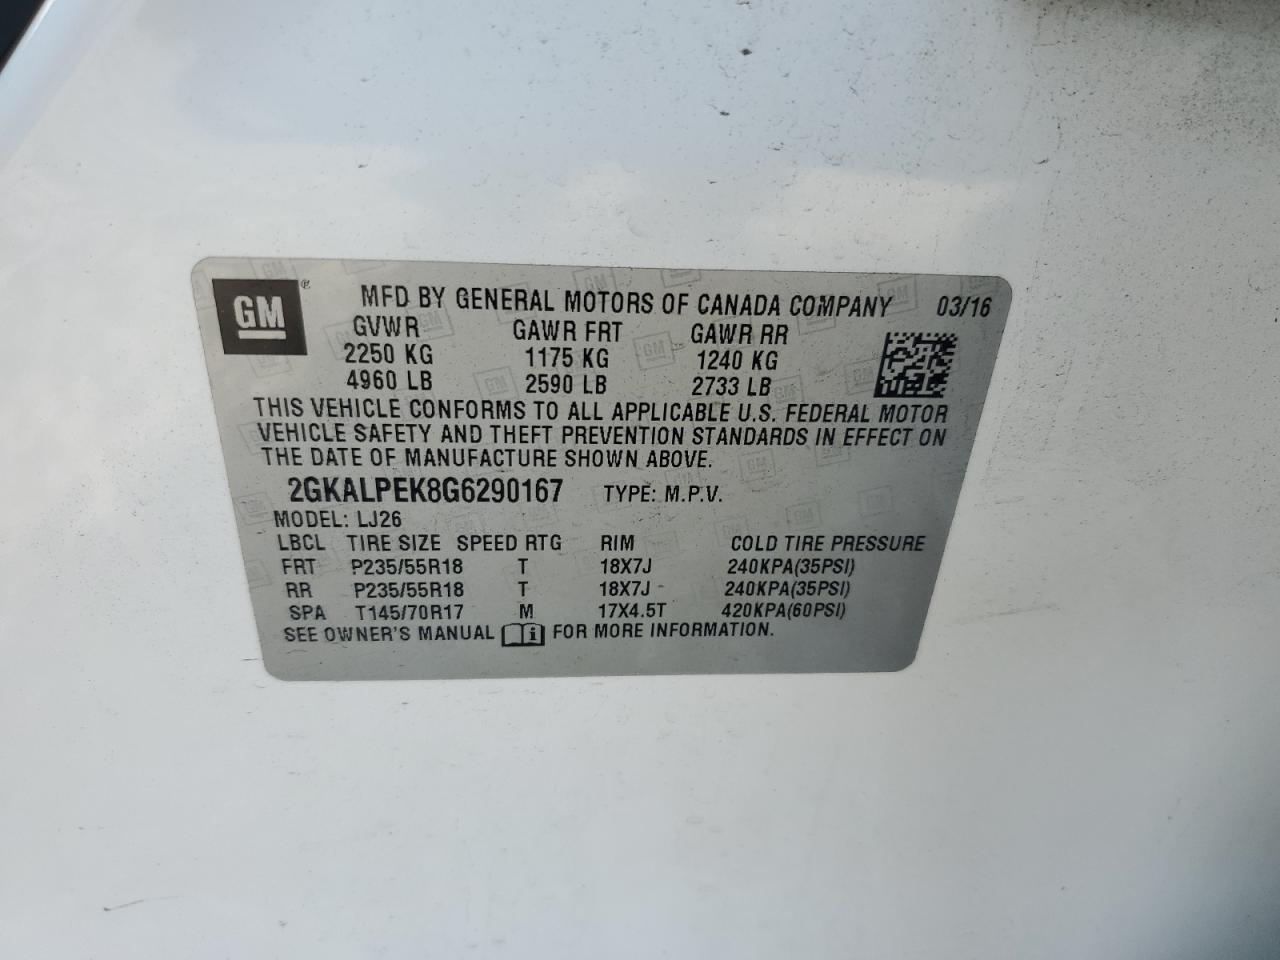 GM ®
MFD BY GENERAL MOTORS OF CANADA COMPANY 03/16
GVWR GAWR FRT GAWR RR
2250 KG 1175 KG 1240 KG
4960 LB 2590 LB 2733 LB
THIS VEHICLE CONFORMS TO ALL APPLICABLE U.S. FEDERAL MOTOR
VEHICLE SAFETY AND THEFT PREVENTION STANDARDS IN EFFECT ON
THE DATE OF MANUFACTURE SHOWN ABOVE.
2GKALPEK8G6290167 TYPE: M.P.V.
MODEL: LJ26
LBCL TIRE SIZE SPEED RTG RIM COLD TIRE PRESSURE
FRT P235/55R18 T 18X7J 240KPA(35PSI)
RR P235/55R18 T 18X7J 240KPA(35PSI)
SPA T145/70R17 M 17X4.5T 420KPA(60PSI)
SEE OWNER'S MANUAL i FOR MORE INFORMATION.